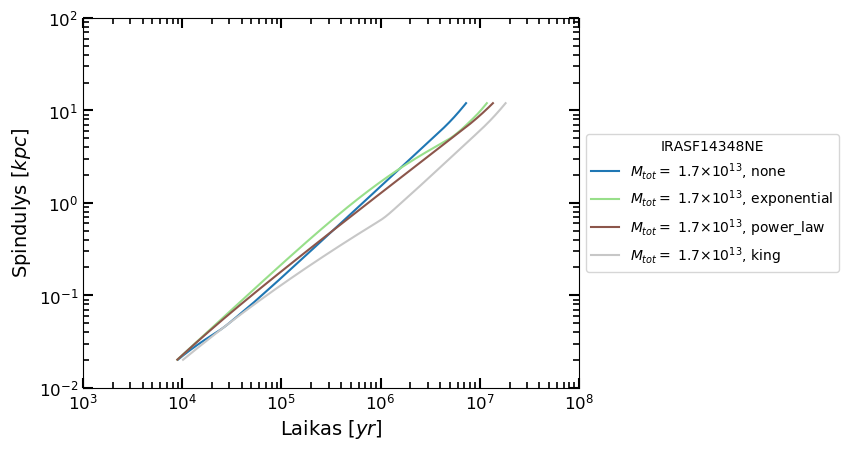 10²
10¹
10⁰
10⁻¹
10⁻²
Spindulys [kpc]
10³ 10⁴ 10⁵ 10⁶ 10⁷ 10⁸
Laikas [yr]
IRASF14348NE
M_tot = 1.7×10¹³, none
M_tot = 1.7×10¹³, exponential
M_tot = 1.7×10¹³, power_law
M_tot = 1.7×10¹³, king